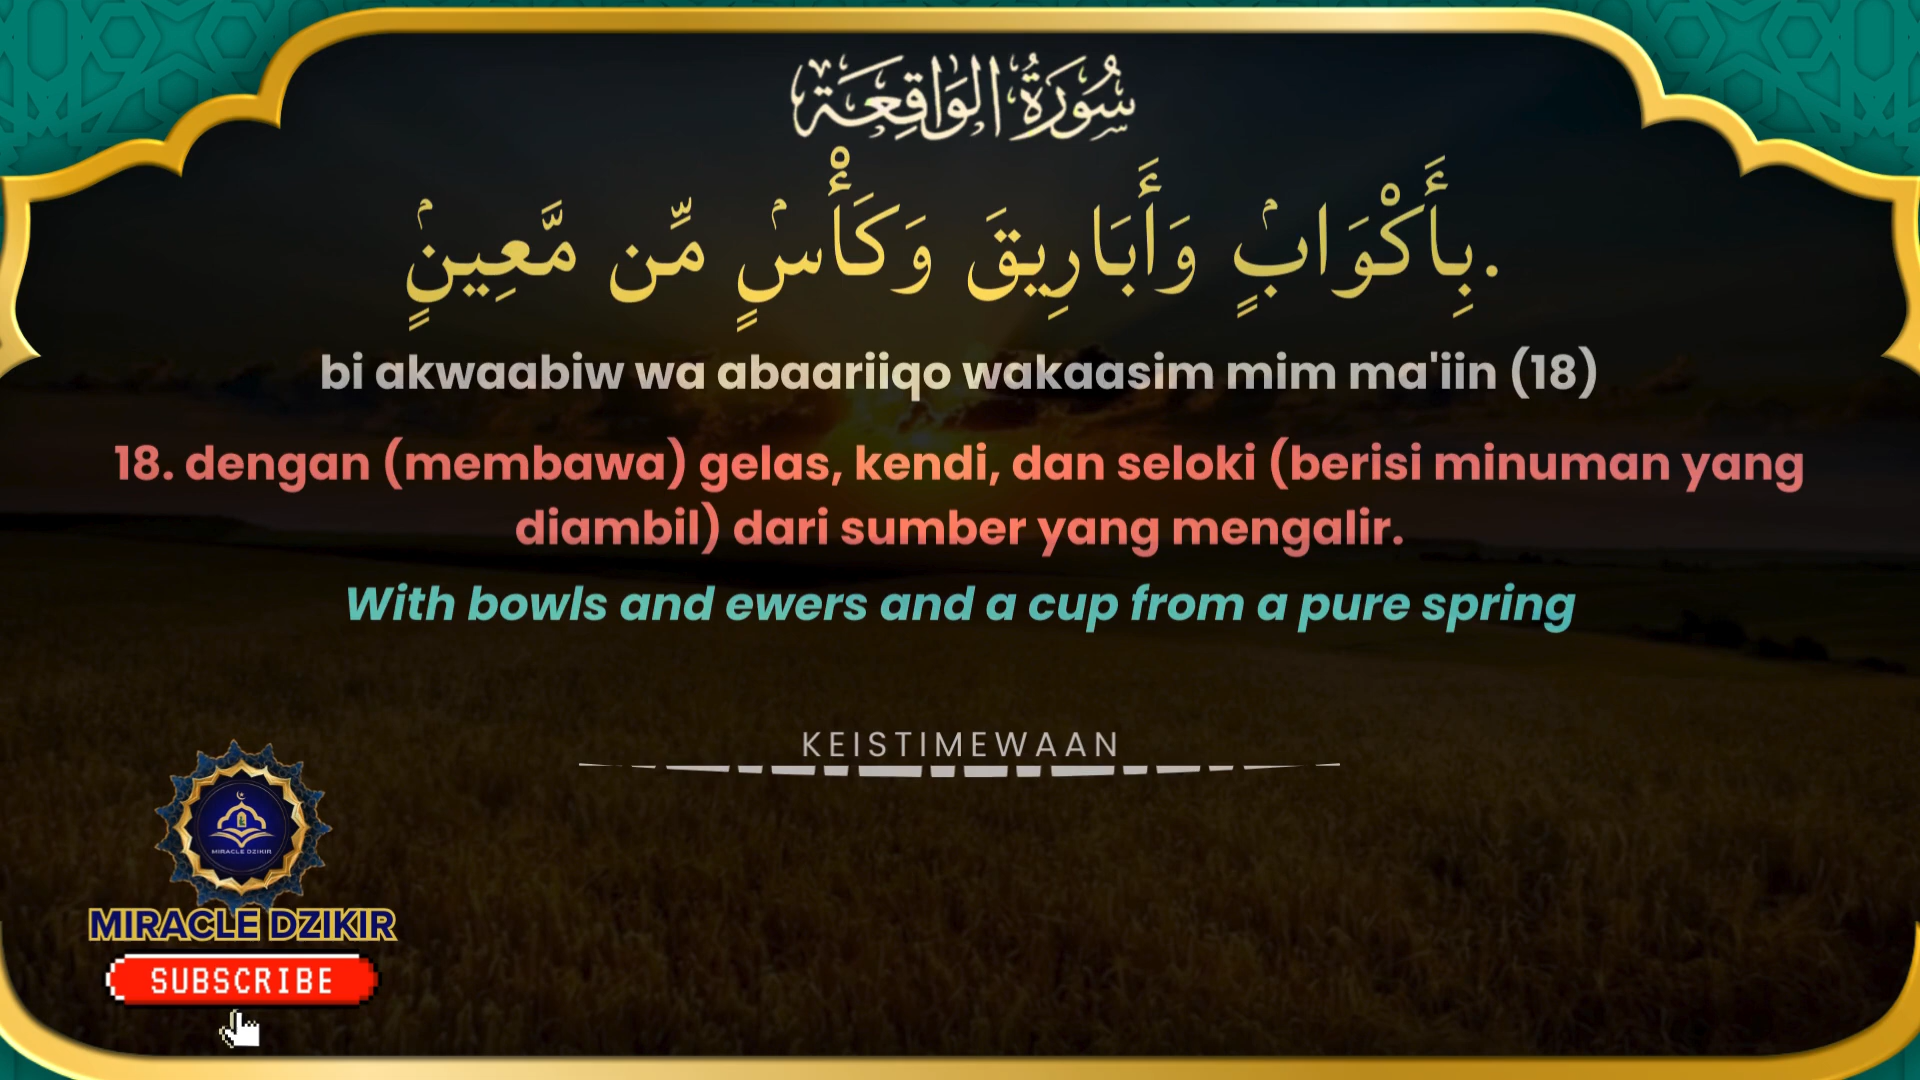 سُورَةُ الوَاقِعَة
.بِأَكْوَابٍۢ وَأَبَارِيقَ وَكَأْسٍۢ مِّن مَّعِينٍۢ
bi akwaabiw wa abaariiqo wakaasim mim ma'iin (18)
18. dengan (membawa) gelas, kendi, dan seloki (berisi minuman yang
diambil) dari sumber yang mengalir.
With bowls and ewers and a cup from a pure spring
KEISTIMEWAAN
MIRACLE DZIKIR
MIRACLE DZIKIR
SUBSCRIBE